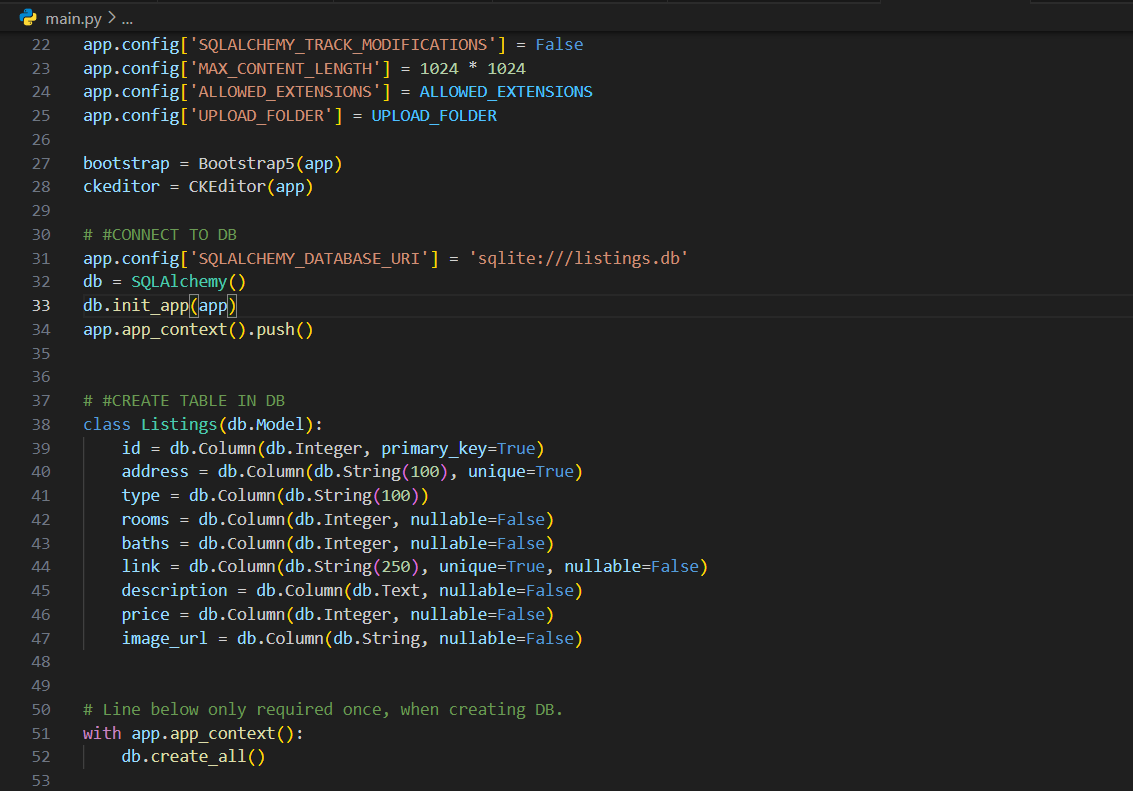 main.py > ...
22 app.config['SQLALCHEMY_TRACK_MODIFICATIONS'] = False
23 app.config['MAX_CONTENT_LENGTH'] = 1024 * 1024
24 app.config['ALLOWED_EXTENSIONS'] = ALLOWED_EXTENSIONS
25 app.config['UPLOAD_FOLDER'] = UPLOAD_FOLDER
26
27 bootstrap = Bootstrap5(app)
28 ckeditor = CKEditor(app)
29
30 # #CONNECT TO DB
31 app.config['SQLALCHEMY_DATABASE_URI'] = 'sqlite:///listings.db'
32 db = SQLAlchemy()
33 db.init_app(app)
34 app.app_context().push()
35
36
37 # #CREATE TABLE IN DB
38 class Listings(db.Model):
39     id = db.Column(db.Integer, primary_key=True)
40     address = db.Column(db.String(100), unique=True)
41     type = db.Column(db.String(100))
42     rooms = db.Column(db.Integer, nullable=False)
43     baths = db.Column(db.Integer, nullable=False)
44     link = db.Column(db.String(250), unique=True, nullable=False)
45     description = db.Column(db.Text, nullable=False)
46     price = db.Column(db.Integer, nullable=False)
47     image_url = db.Column(db.String, nullable=False)
48
49
50 # Line below only required once, when creating DB.
51 with app.app_context():
52     db.create_all()
53